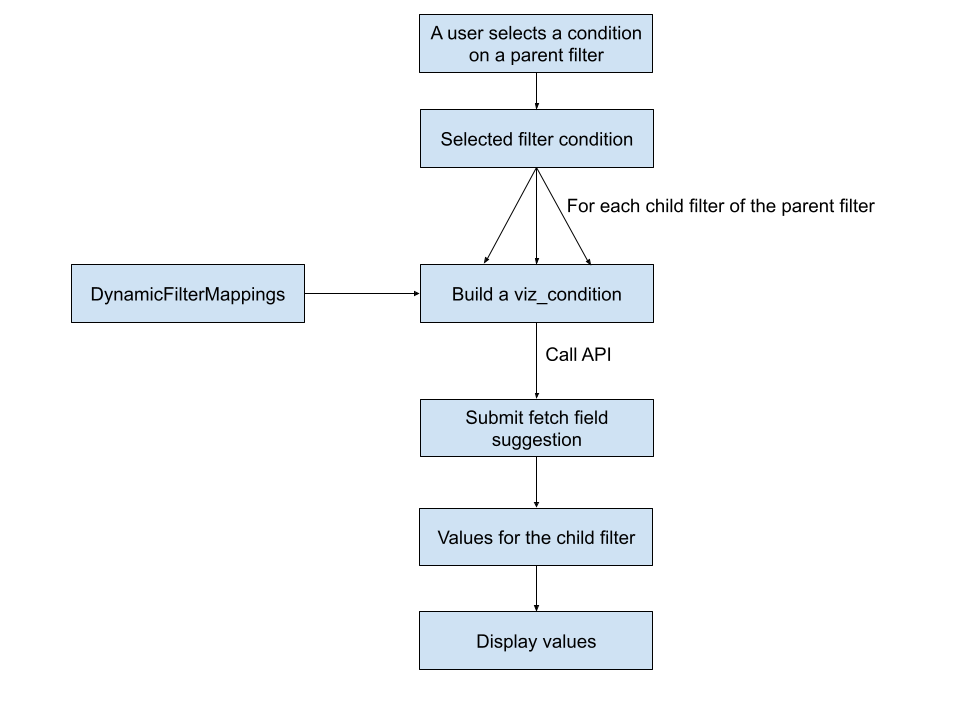 A user selects a condition
on a parent filter
Selected filter condition
For each child filter of the parent filter
DynamicFilterMappings
Build a viz_condition
Call API
Submit fetch field
suggestion
Values for the child filter
Display values